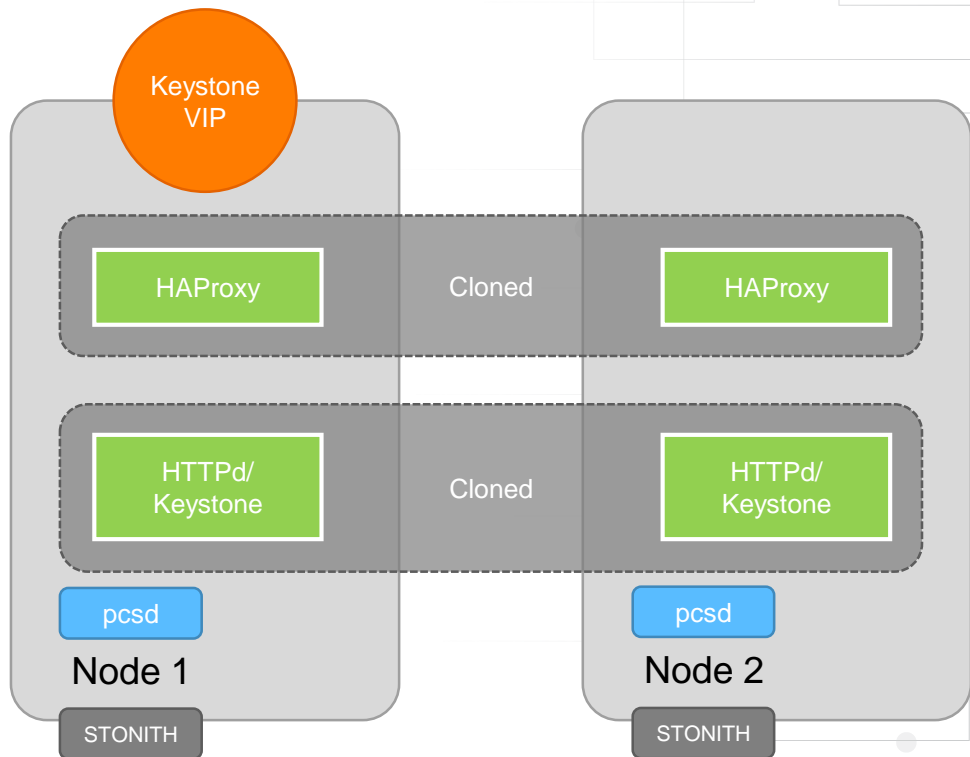 Keystone
VIP
HAProxy
Cloned
HAProxy
HTTPd/
Keystone
Cloned
HTTPd/
Keystone
pcsd
pcsd
Node 1
Node 2
STONITH
STONITH